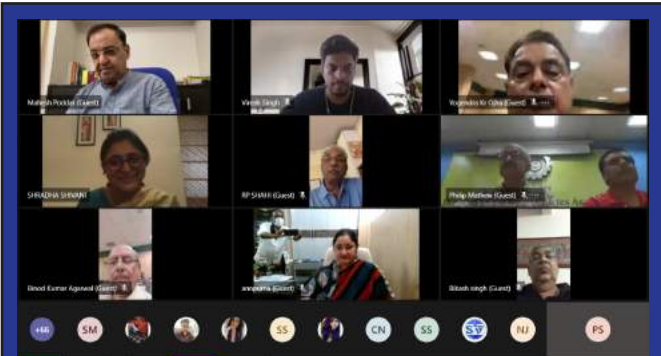 Mahesh Poddar (Guest)
Vivek Singh
Yogendra Kr Ojha (Guest)
SHRADHA SHIVANI
RP SHAHI (Guest)
Philip Mathew (Guest)
Binod Kumar Agarwal (Guest)
annpurna (Guest)
Bikash singh (Guest)
+66
SM
SS
CN
SS
NJ
PS